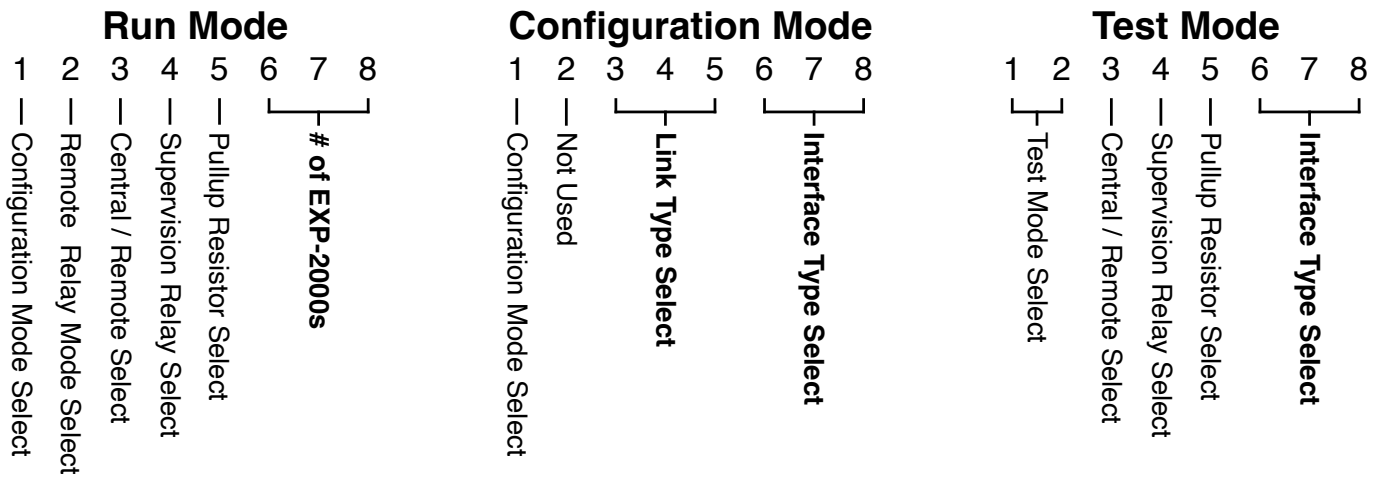 Run Mode
1 2 3 4 5 6 7 8
Configuration Mode Select
Remote Relay Mode Select
Central / Remote Select
Supervision Relay Select
Pullup Resistor Select
# of EXP-2000s
Configuration Mode
1 2 3 4 5 6 7 8
Configuration Mode Select
Not Used
Link Type Select
Interface Type Select
Test Mode
1 2 3 4 5 6 7 8
Test Mode Select
Central / Remote Select
Supervision Relay Select
Pullup Resistor Select
Interface Type Select